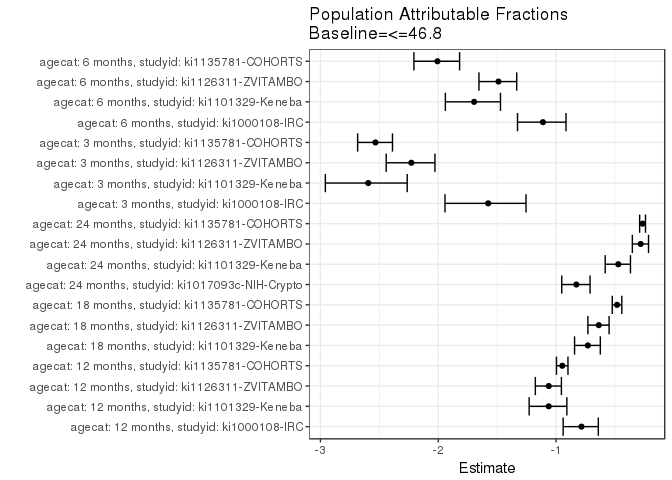 Population Attributable Fractions
Baseline=<=46.8
agecat: 6 months, studyid: ki1135781-COHORTS
agecat: 6 months, studyid: ki1126311-ZVITAMBO
agecat: 6 months, studyid: ki1101329-Keneba
agecat: 6 months, studyid: ki1000108-IRC
agecat: 3 months, studyid: ki1135781-COHORTS
agecat: 3 months, studyid: ki1126311-ZVITAMBO
agecat: 3 months, studyid: ki1101329-Keneba
agecat: 3 months, studyid: ki1000108-IRC
agecat: 24 months, studyid: ki1135781-COHORTS
agecat: 24 months, studyid: ki1126311-ZVITAMBO
agecat: 24 months, studyid: ki1101329-Keneba
agecat: 24 months, studyid: ki1017093c-NIH-Crypto
agecat: 18 months, studyid: ki1135781-COHORTS
agecat: 18 months, studyid: ki1126311-ZVITAMBO
agecat: 18 months, studyid: ki1101329-Keneba
agecat: 12 months, studyid: ki1135781-COHORTS
agecat: 12 months, studyid: ki1126311-ZVITAMBO
agecat: 12 months, studyid: ki1101329-Keneba
agecat: 12 months, studyid: ki1000108-IRC
-3 -2 -1
Estimate